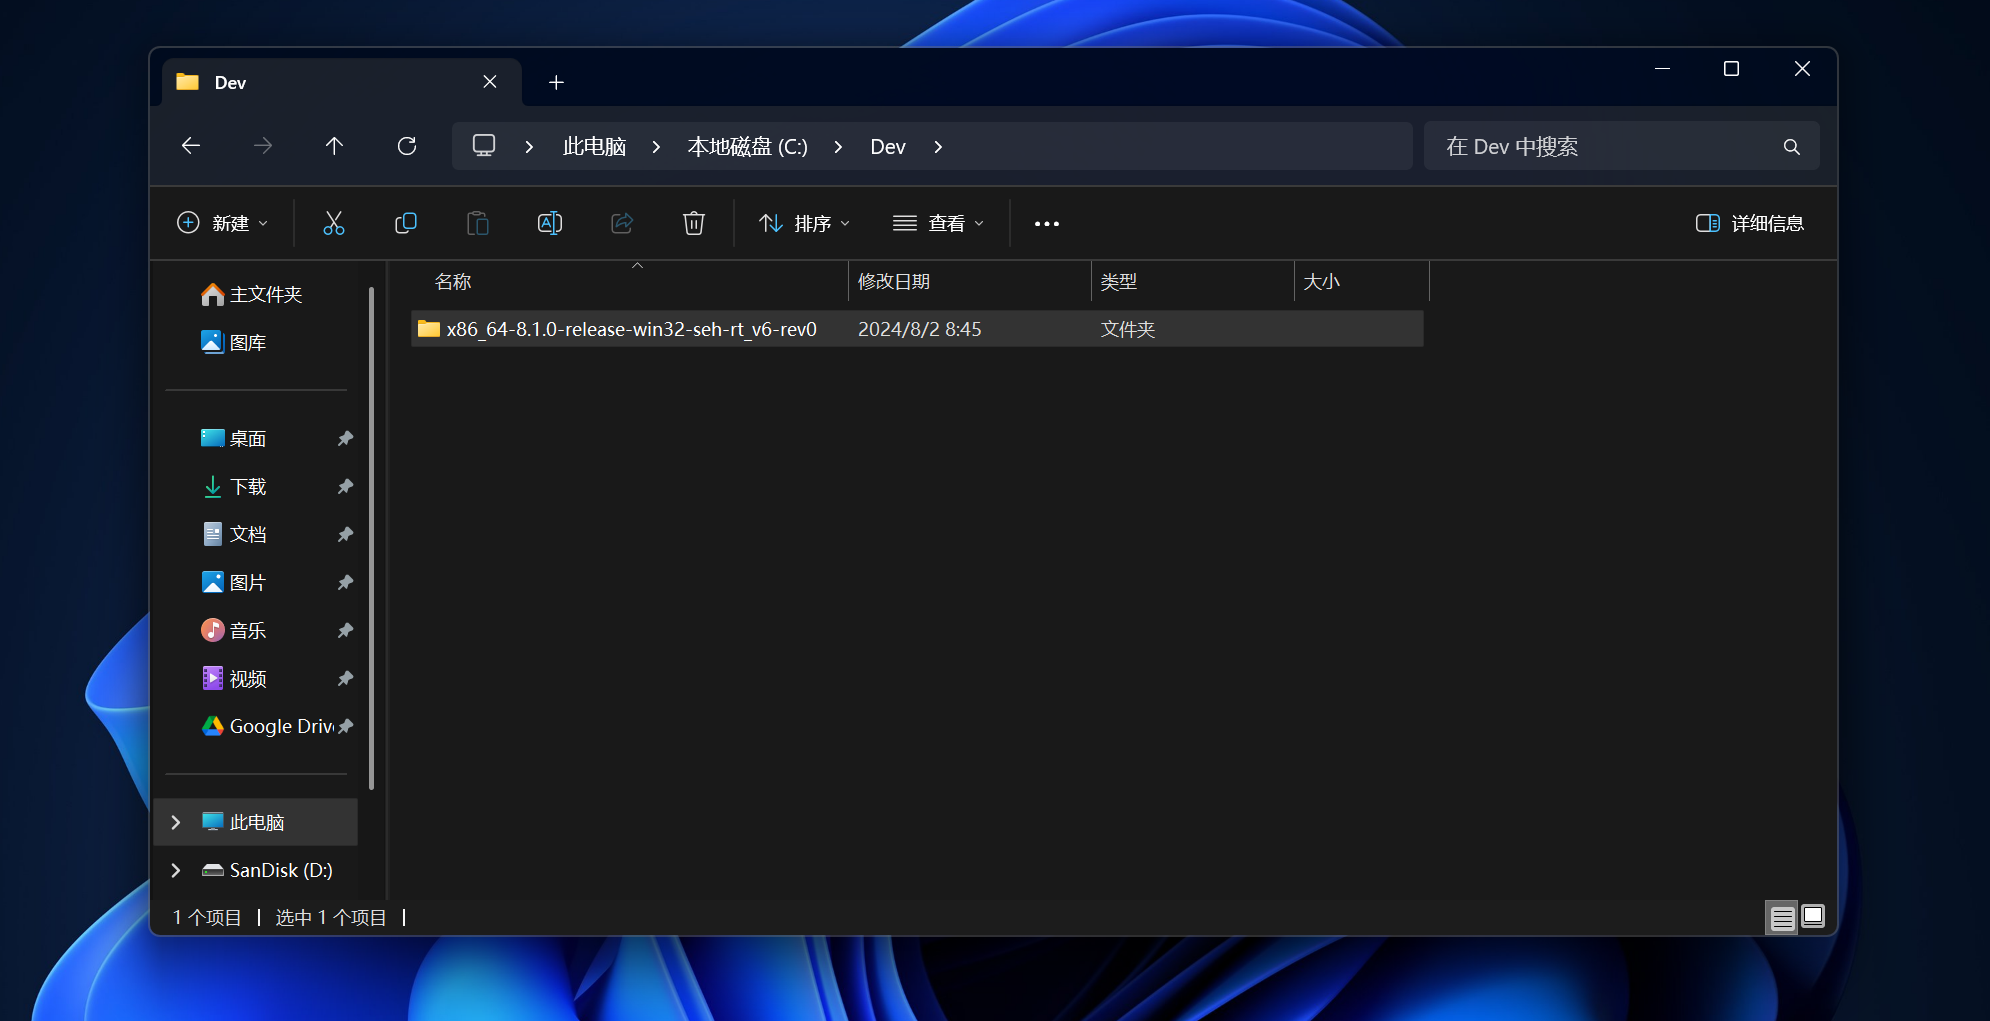 Dev
此电脑
本地磁盘 (C:)
Dev
在 Dev 中搜索
新建
排序
查看
详细信息
名称
修改日期
类型
大小
x86_64-8.1.0-release-win32-seh-rt_v6-rev0
2024/8/2 8:45
文件夹
主文件夹
图库
桌面
下载
文档
图片
音乐
视频
Google Driv
此电脑
SanDisk (D:)
1 个项目
选中 1 个项目